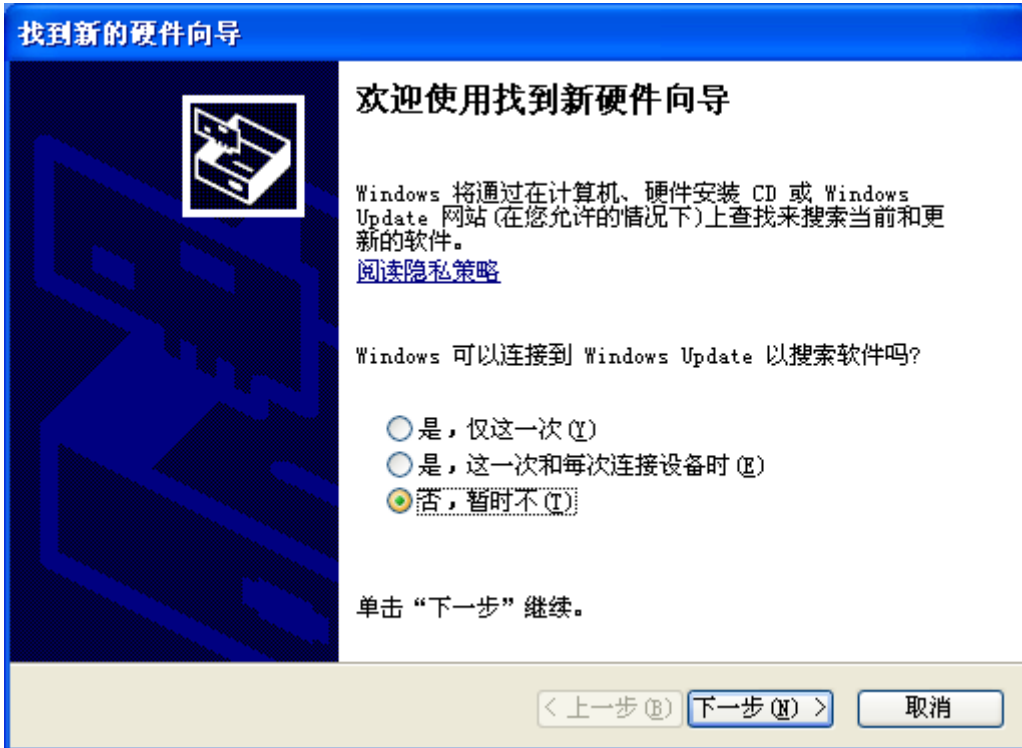 找到新的硬件向导
欢迎使用找到新硬件向导
Windows 将通过在计算机、硬件安装 CD 或 Windows
Update 网站(在您允许的情况下)上查找来搜索当前和更
新的软件。
阅读隐私策略
Windows 可以连接到 Windows Update 以搜索软件吗?
是，仅这一次(Y)
是，这一次和每次连接设备时(E)
否，暂时不(T)
单击“下一步”继续。
< 上一步(B) 下一步(N) > 取消